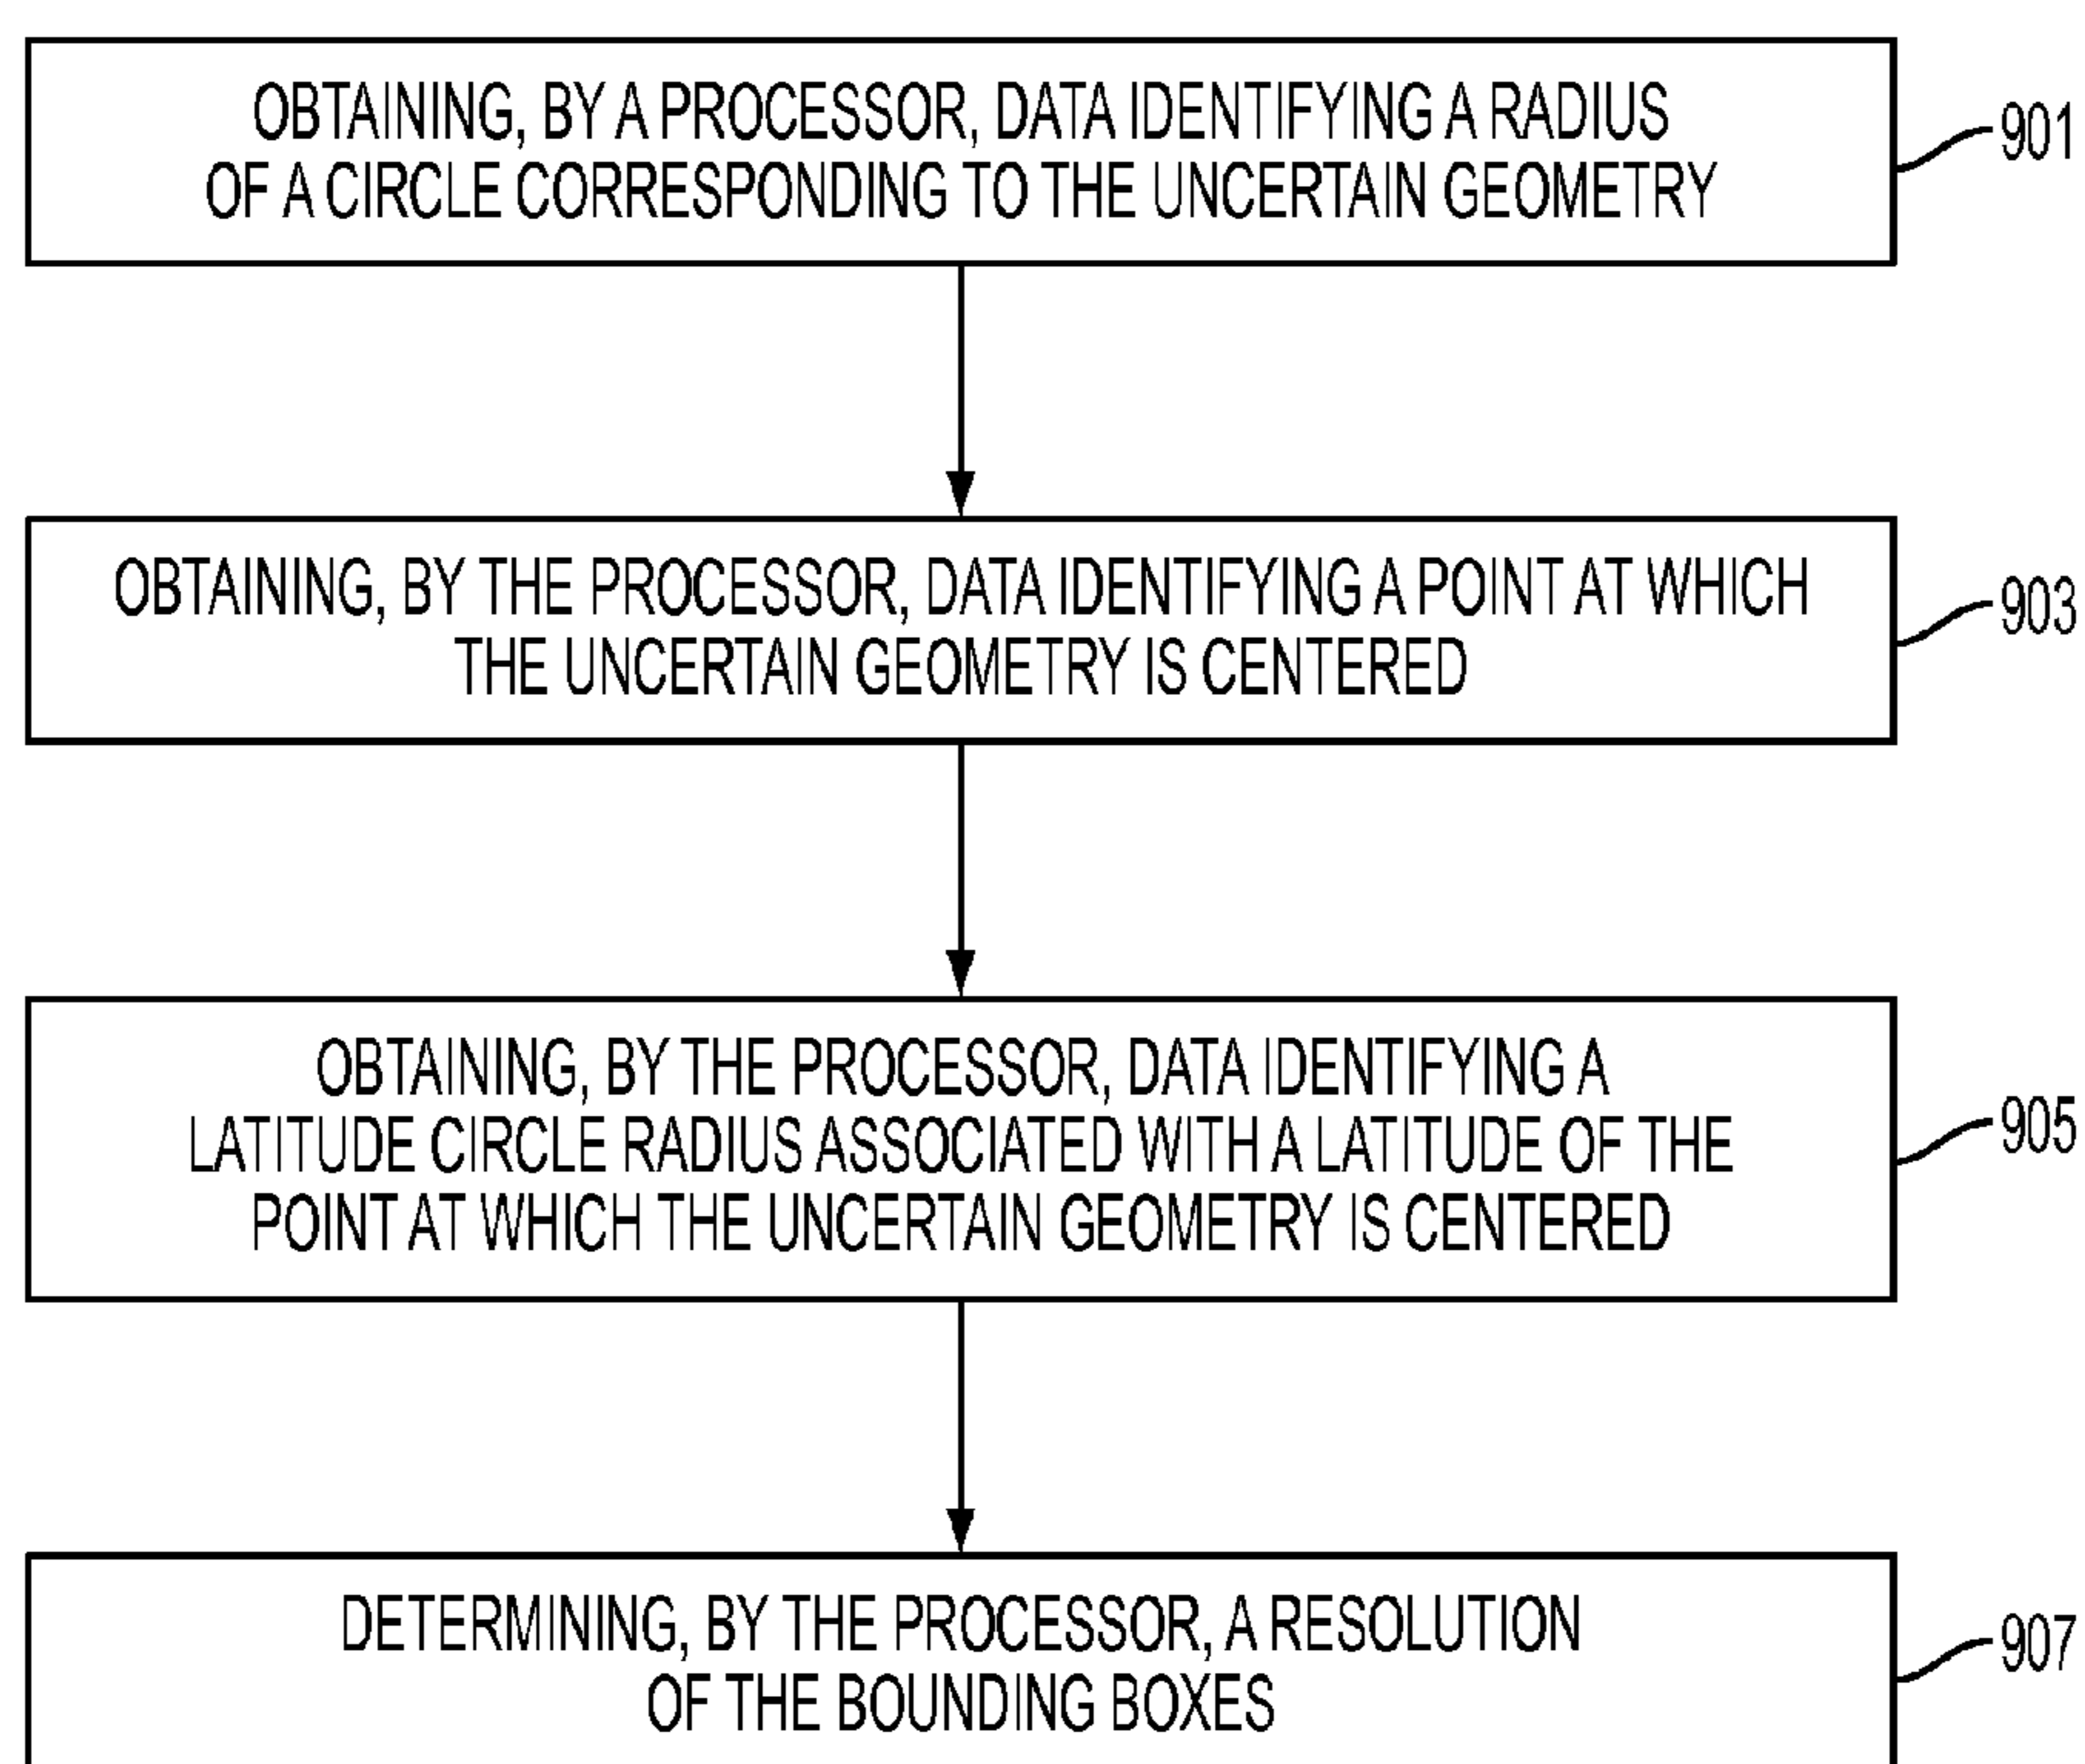 OBTAINING, BY A PROCESSOR, DATA IDENTIFYING A RADIUS
OF A CIRCLE CORRESPONDING TO THE UNCERTAIN GEOMETRY
901
OBTAINING, BY THE PROCESSOR, DATA IDENTIFYING A POINT AT WHICH
THE UNCERTAIN GEOMETRY IS CENTERED
903
OBTAINING, BY THE PROCESSOR, DATA IDENTIFYING A
LATITUDE CIRCLE RADIUS ASSOCIATED WITH A LATITUDE OF THE
POINT AT WHICH THE UNCERTAIN GEOMETRY IS CENTERED
905
DETERMINING, BY THE PROCESSOR, A RESOLUTION
OF THE BOUNDING BOXES
907